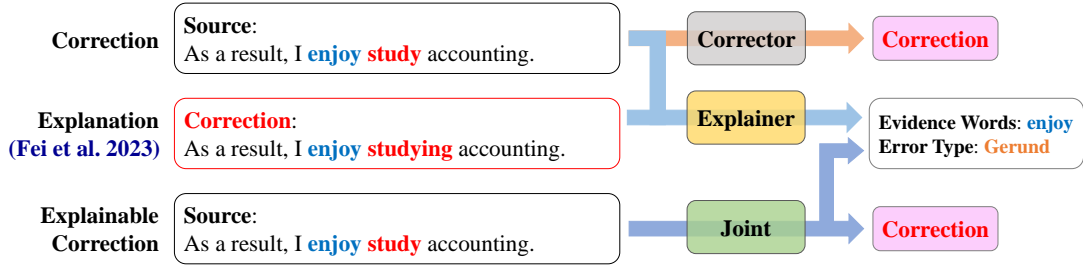 Correction
Source:
As a result, I enjoy study accounting.
Corrector
Correction
Explanation
(Fei et al. 2023)
Correction:
As a result, I enjoy studying accounting.
Explainer
Evidence Words: enjoy
Error Type: Gerund
Explainable
Correction
Source:
As a result, I enjoy study accounting.
Joint
Correction